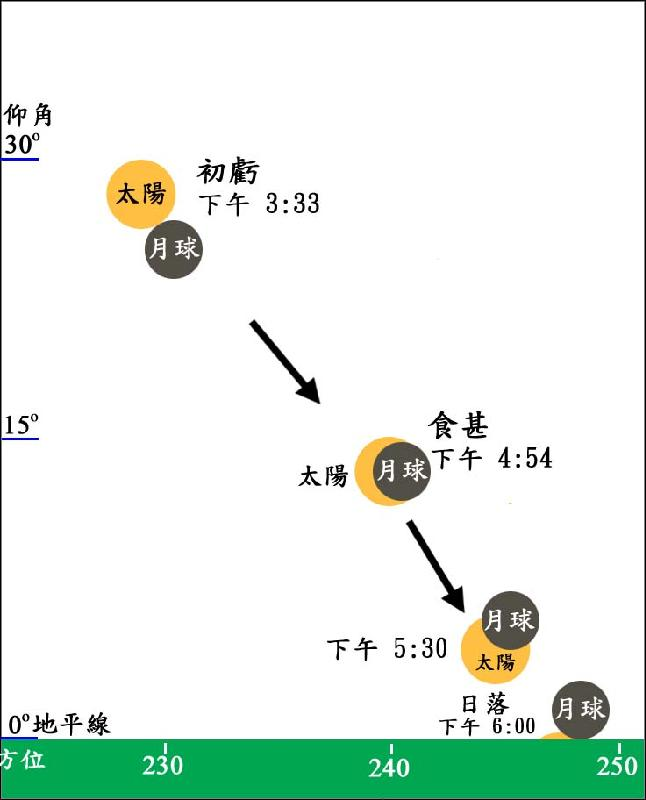 仰角
30°
太陽
初虧
下午 3:33
月球
15°
食甚
下午 4:54
太陽
月球
月球
下午 5:30
太陽
日落
下午 6:00
月球
0°地平線
方位
230
240
250